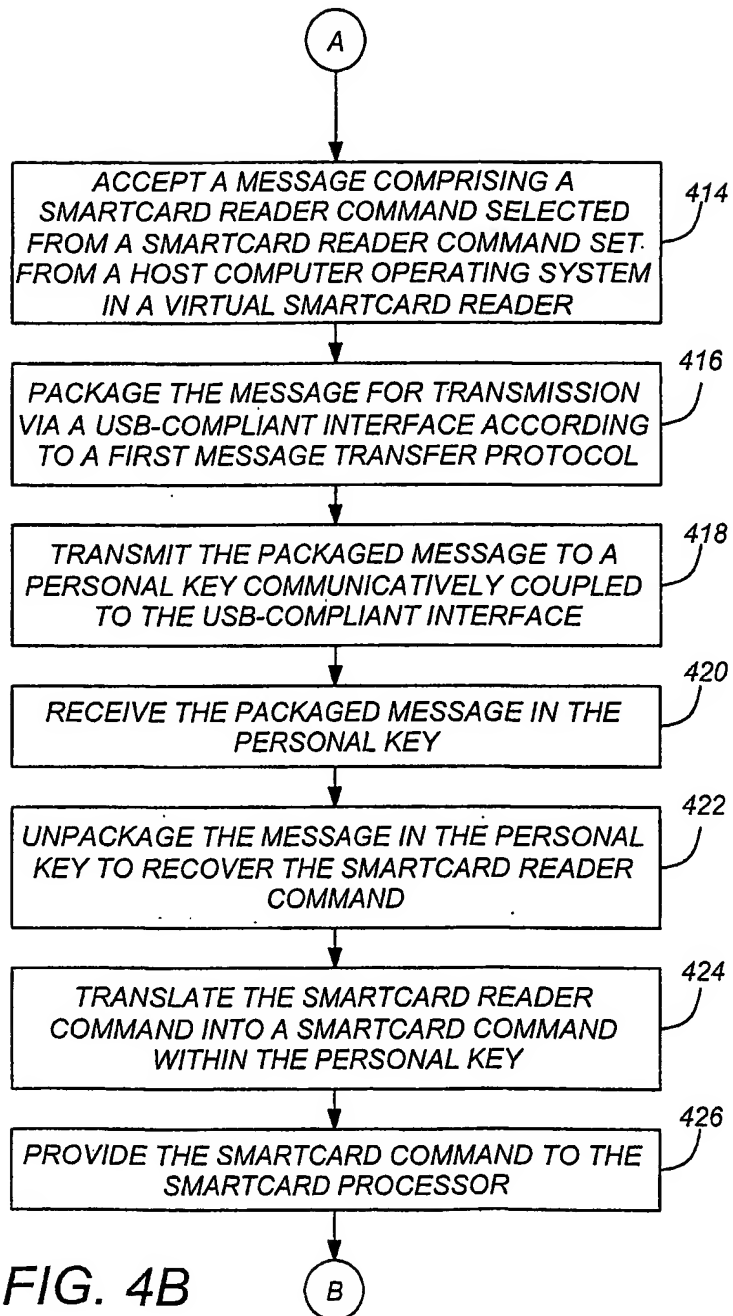 A
ACCEPT A MESSAGE COMPRISING A
SMARTCARD READER COMMAND SELECTED
FROM A SMARTCARD READER COMMAND SET
FROM A HOST COMPUTER OPERATING SYSTEM
IN A VIRTUAL SMARTCARD READER
414
PACKAGE THE MESSAGE FOR TRANSMISSION
VIA A USB-COMPLIANT INTERFACE ACCORDING
TO A FIRST MESSAGE TRANSFER PROTOCOL
416
TRANSMIT THE PACKAGED MESSAGE TO A
PERSONAL KEY COMMUNICATIVELY COUPLED
TO THE USB-COMPLIANT INTERFACE
418
RECEIVE THE PACKAGED MESSAGE IN THE
PERSONAL KEY
420
UNPACKAGE THE MESSAGE IN THE PERSONAL
KEY TO RECOVER THE SMARTCARD READER
COMMAND
422
TRANSLATE THE SMARTCARD READER
COMMAND INTO A SMARTCARD COMMAND
WITHIN THE PERSONAL KEY
424
PROVIDE THE SMARTCARD COMMAND TO THE
SMARTCARD PROCESSOR
426
FIG. 4B
B